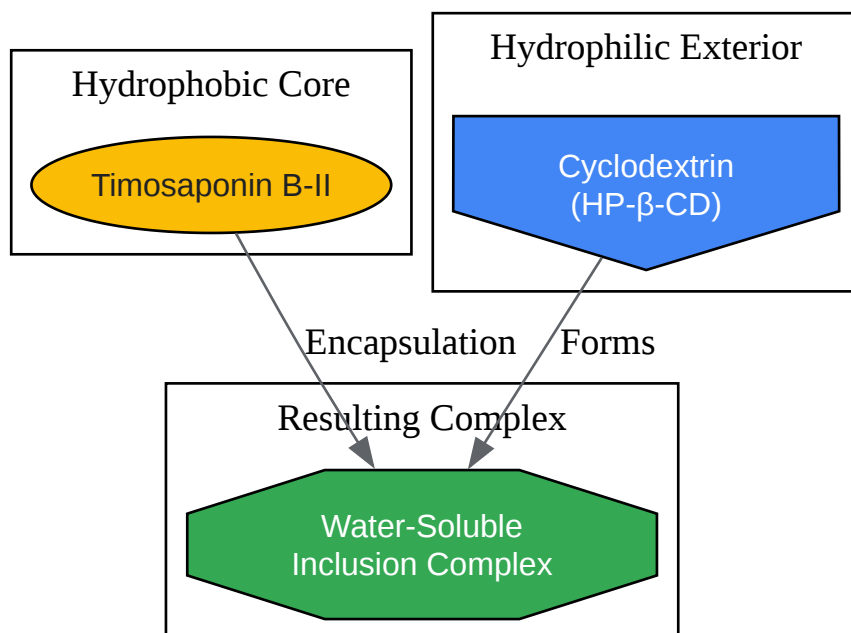 Hydrophobic Core
Timosaponin B-II
Hydrophilic Exterior
Cyclodextrin
(HP-β-CD)
Encapsulation
Forms
Resulting Complex
Water-Soluble
Inclusion Complex